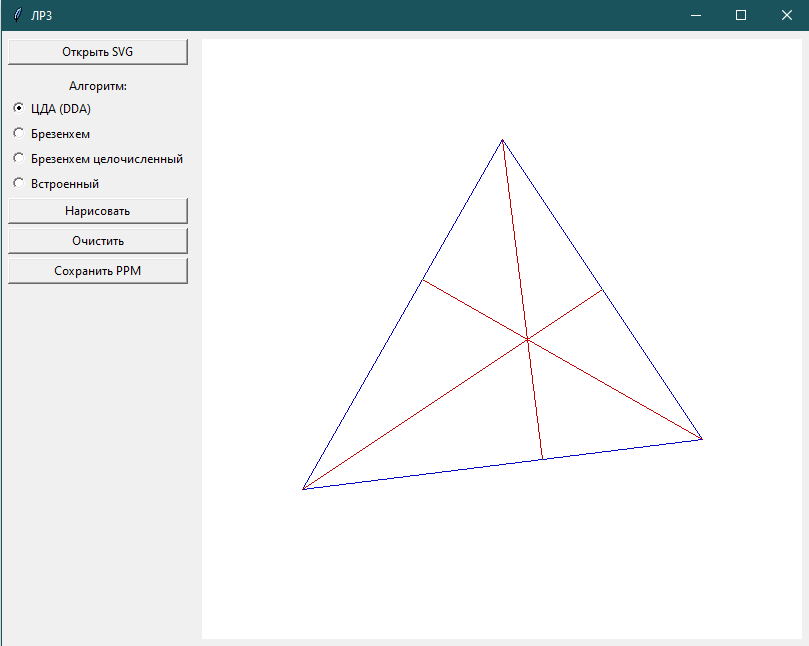 ЛР3
Открыть SVG
Алгоритм:
ЦДА (DDA)
Брезенхем
Брезенхем целочисленный
Встроенный
Нарисовать
Очистить
Сохранить PPM